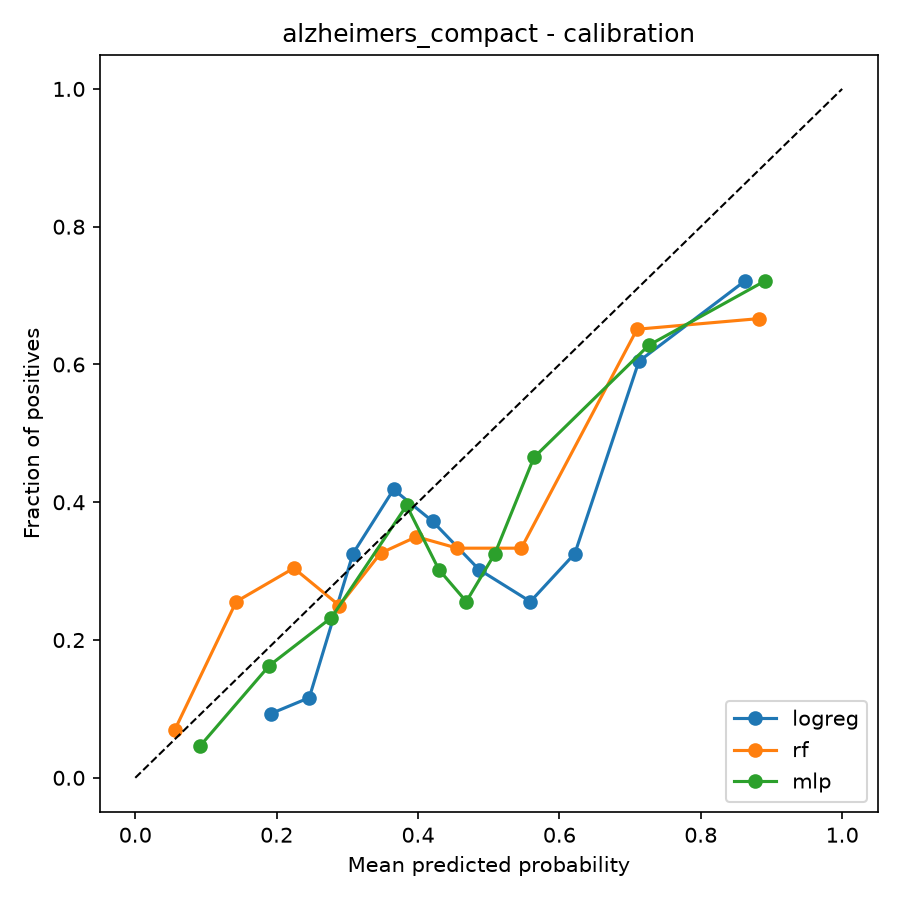 alzheimers_compact - calibration
1.0
0.8
0.6
0.4
0.2
0.0
Fraction of positives
logreg
rf
mlp
0.0 0.2 0.4 0.6 0.8 1.0
Mean predicted probability